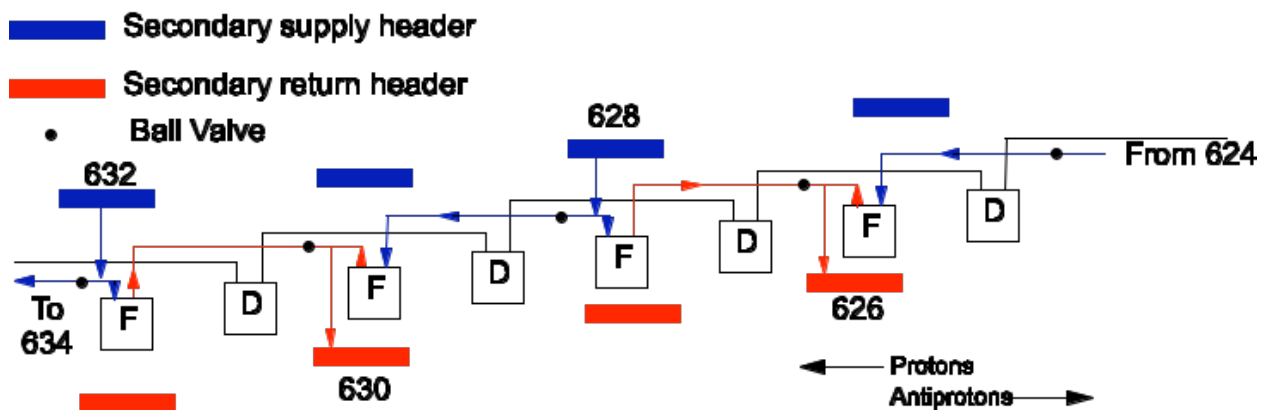 Secondary supply header
Secondary return header
Ball Valve
628
632
From 624
D
F
D
F
D
F
D
F
To
634
626
630
Protons
Antiprotons